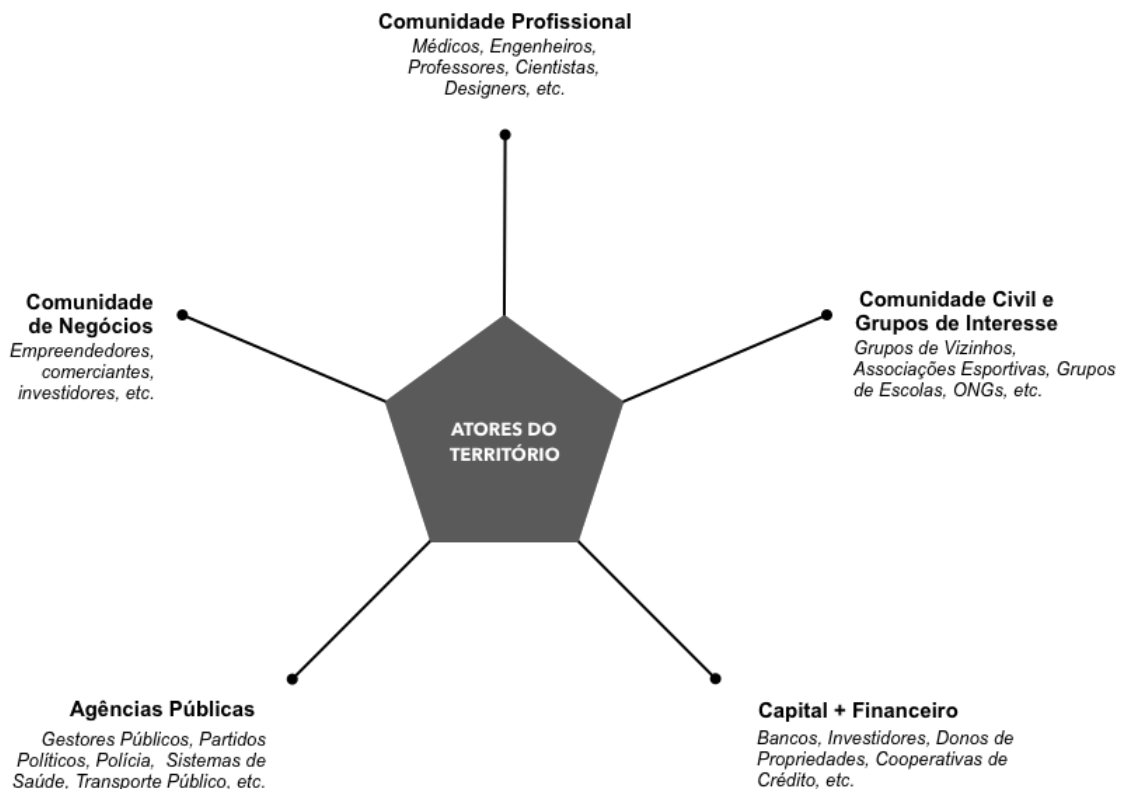 Comunidade Profissional
Médicos, Engenheiros,
Professores, Cientistas,
Designers, etc.
Comunidade
de Negócios
Empreendedores,
comerciantes,
investidores, etc.
Comunidade Civil e
Grupos de Interesse
Grupos de Vizinhos,
Associações Esportivas, Grupos
de Escolas, ONGs, etc.
ATORES DO
TERRITÓRIO
Agências Públicas
Gestores Públicos, Partidos
Políticos, Polícia, Sistemas de
Saúde, Transporte Público, etc.
Capital + Financeiro
Bancos, Investidores, Donos de
Propriedades, Cooperativas de
Crédito, etc.